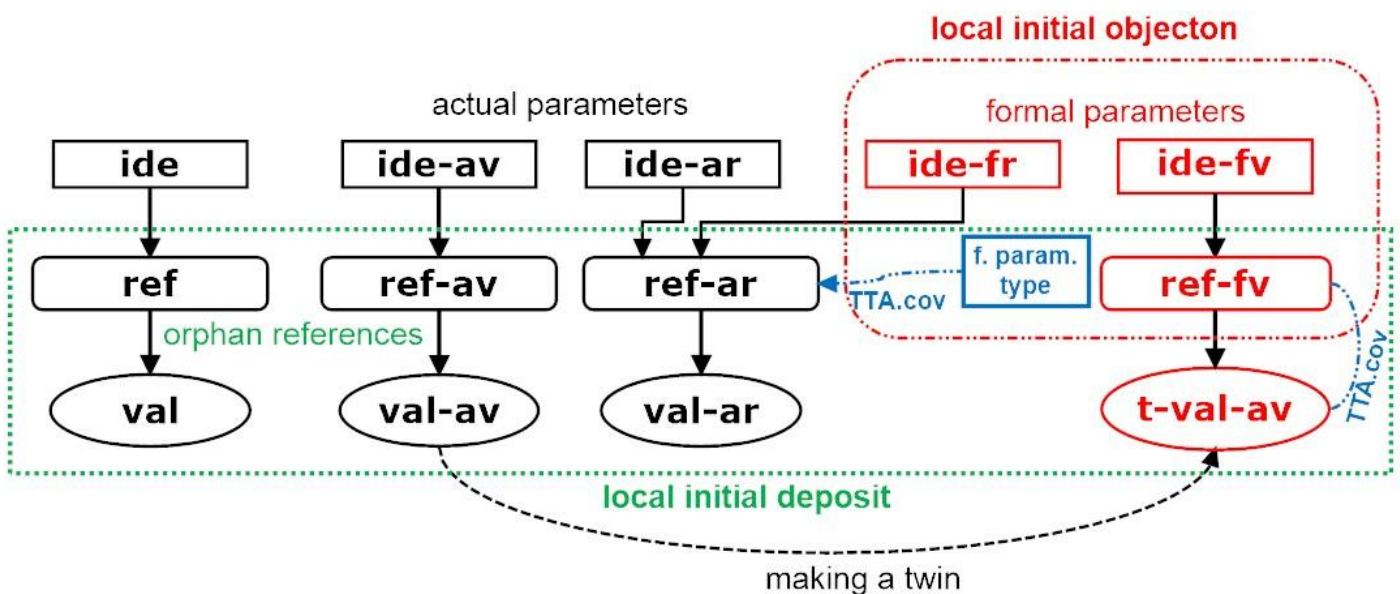 local initial objecton
actual parameters
formal parameters
ide
ide-av
ide-ar
ide-fr
ide-fv
ref
ref-av
ref-ar
TTA.cov
f. param.
type
ref-fv
orphan references
val
val-av
val-ar
t-val-av
TTA.cov
local initial deposit
making a twin